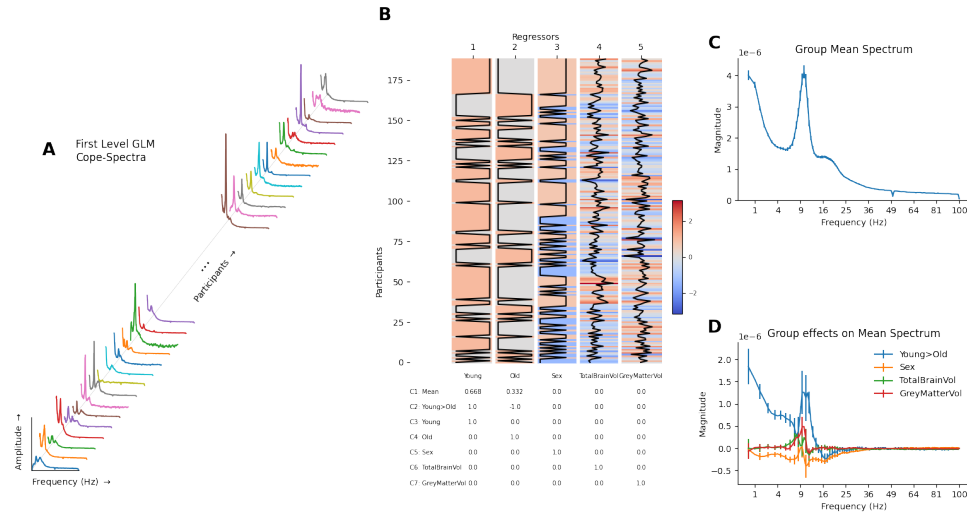 A
First Level GLM
Cope-Spectra
...
Participants →
Amplitude →
Frequency (Hz) →
B
Regressors
1 2 3 4 5
Participants
175
150
125
100
75
50
25
0
2
0
−2
Young Old Sex TotalBrainVol GreyMatterVol
C1 Mean 0.668 0.332 0.0 0.0 0.0
C2 Young>Old 1.0 -1.0 0.0 0.0 0.0
C3 Young 1.0 0.0 0.0 0.0 0.0
C4 Old 0.0 1.0 0.0 0.0 0.0
C5 Sex 0.0 0.0 1.0 0.0 0.0
C6 TotalBrainVol 0.0 0.0 0.0 1.0 0.0
C7 GreyMatterVol 0.0 0.0 0.0 0.0 1.0
C
Group Mean Spectrum
1e−6
Magnitude
4
3
2
1
0
1 4 9 16 25 36 49 64 81 100
Frequency (Hz)
D
Group effects on Mean Spectrum
1e−6
Magnitude
2.0
1.5
1.0
0.5
0.0
−0.5
Young>Old
Sex
TotalBrainVol
GreyMatterVol
1 4 9 16 25 36 49 64 81 100
Frequency (Hz)